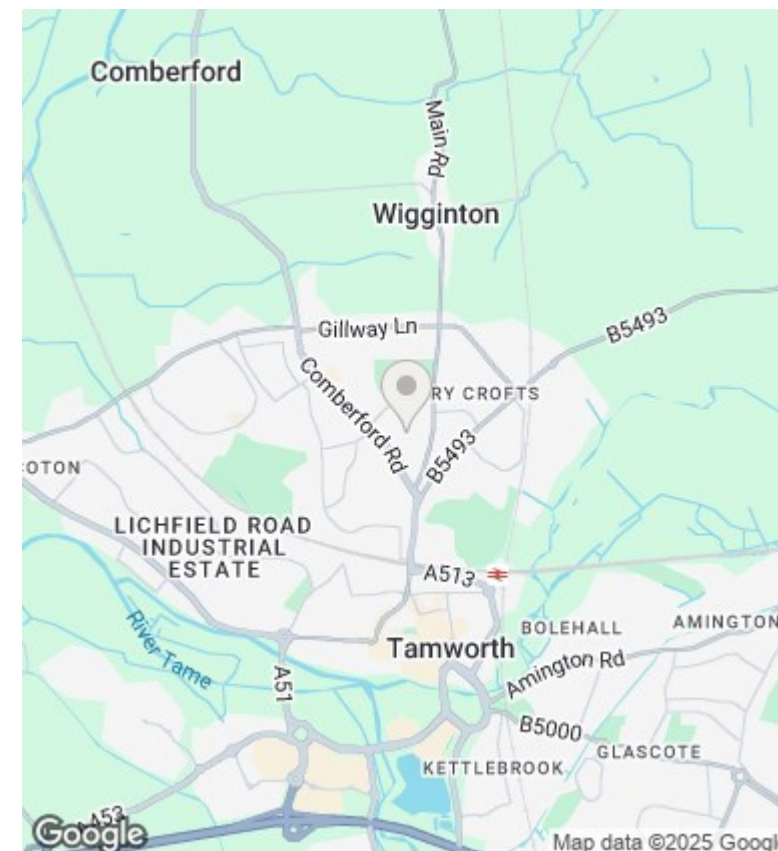 Comberford
Main Rd
Wigginton
B5493
Gillway Ln
Comberford Rd
RY CROFTS
B5493
OTON
LICHFIELD ROAD
INDUSTRIAL
ESTATE
A513
River Tame
BOLEHALL
AMINGTON
Tamworth
Amington Rd
A51
B5000
GLASCOTE
KETTLEBROOK
A453
Google
Map data ©2025 Googl